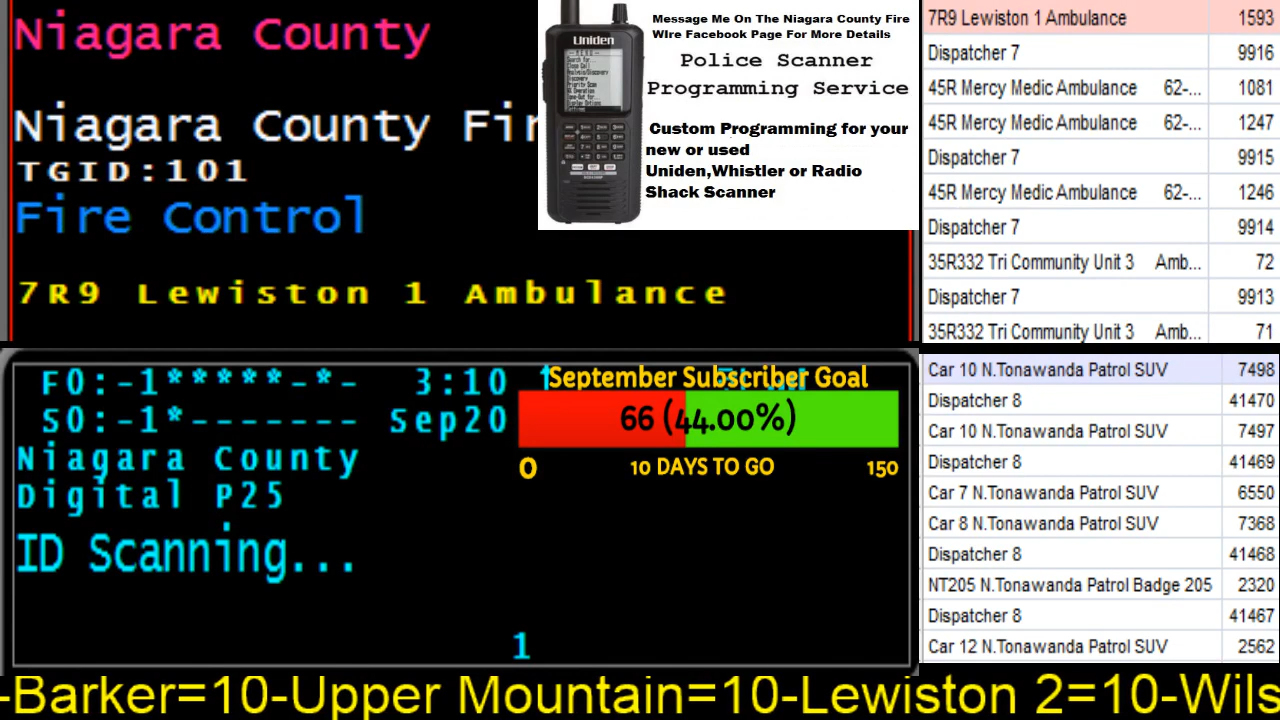 Niagara County
Niagara County Fir
TGID:101
Fire Control
7R9 Lewiston 1 Ambulance
Uniden
Message Me On The Niagara County Fire
WIre Facebook Page For More Details
Police Scanner
Programming Service
Custom Programming for your
new or used
Uniden,Whistler or Radio
Shack Scanner
7R9 Lewiston 1 Ambulance 1593
Dispatcher 7 9916
45R Mercy Medic Ambulance 62-... 1081
45R Mercy Medic Ambulance 62-... 1247
Dispatcher 7 9915
45R Mercy Medic Ambulance 62-... 1246
Dispatcher 7 9914
35R332 Tri Community Unit 3 Amb... 72
Dispatcher 7 9913
35R332 Tri Community Unit 3 Amb... 71
F0:-1*****-*- 3:10
S0:-1*------- Sep20
Niagara County
Digital P25
ID Scanning...
1
September Subscriber Goal
66 (44.00%)
0 10 DAYS TO GO 150
Car 10 N.Tonawanda Patrol SUV 7498
Dispatcher 8 41470
Car 10 N.Tonawanda Patrol SUV 7497
Dispatcher 8 41469
Car 7 N.Tonawanda Patrol SUV 6550
Car 8 N.Tonawanda Patrol SUV 7368
Dispatcher 8 41468
NT205 N.Tonawanda Patrol Badge 205 2320
Dispatcher 8 41467
Car 12 N.Tonawanda Patrol SUV 2562
-Barker=10-Upper Mountain=10-Lewiston 2=10-Wils